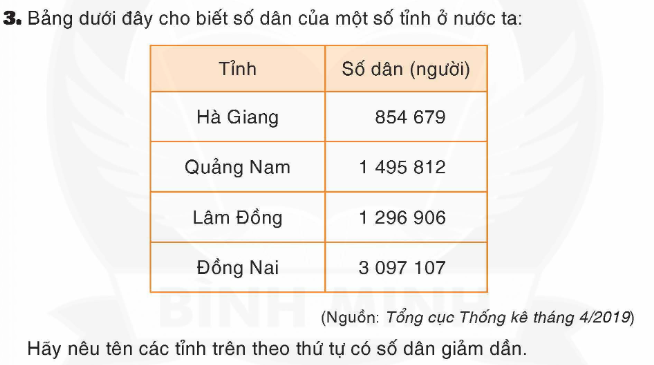 3. Bảng dưới đây cho biết số dân của một số tỉnh ở nước ta:
Tỉnh Số dân (người)
Hà Giang 854 679
Quảng Nam 1 495 812
Lâm Đồng 1 296 906
Đồng Nai 3 097 107
BÌNH MINH
(Nguồn: Tổng cục Thống kê tháng 4/2019)
Hãy nêu tên các tỉnh trên theo thứ tự có số dân giảm dần.